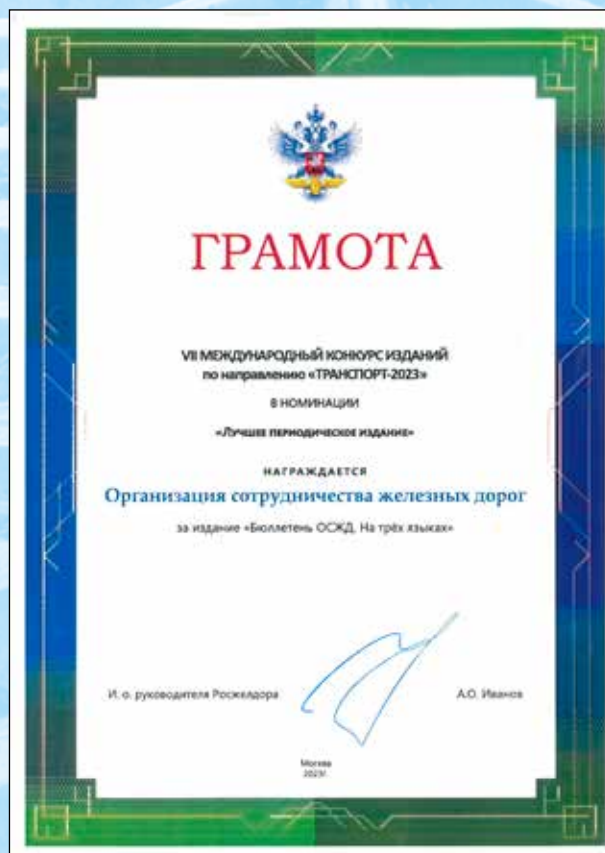 ГРАМОТА
VII МЕЖДУНАРОДНЫЙ КОНКУРС ИЗДАНИЙ
по направлению «ТРАНСПОРТ-2023»
В НОМИНАЦИИ
«ЛУЧШЕЕ ПЕРИОДИЧЕСКОЕ ИЗДАНИЕ»
НАГРАЖДАЕТСЯ
Организация сотрудничества железных дорог
за издание «Бюллетень ОСЖД. На трёх языках»
И. о. руководителя Росжелдора А.О. Иванов
Москва
2023г.